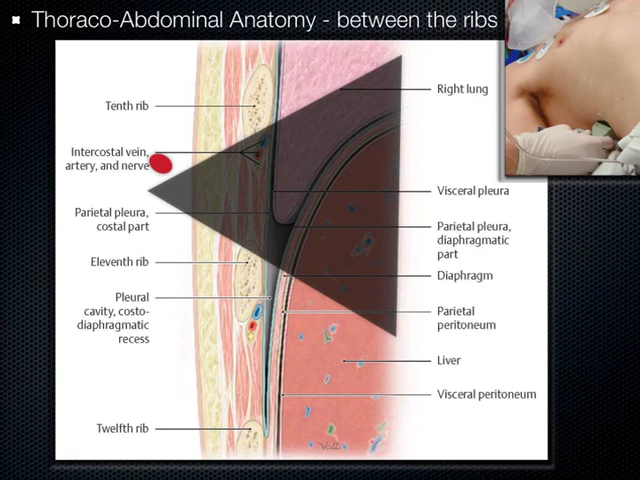 Thoraco-Abdominal Anatomy - between the ribs
Tenth rib
Intercostal vein,
artery, and nerve
Parietal pleura,
costal part
Eleventh rib
Pleural
cavity, costo-
diaphragmatic
recess
Twelfth rib
Right lung
Visceral pleura
Parietal pleura,
diaphragmatic
part
Diaphragm
Parietal
peritoneum
Liver
Visceral peritoneum